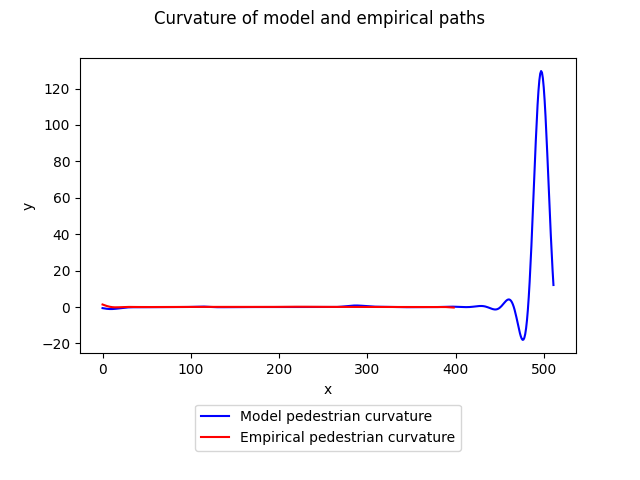 Curvature of model and empirical paths
120
100
80
60
40
20
0
−20
y
0 100 200 300 400 500
x
Model pedestrian curvature
Empirical pedestrian curvature